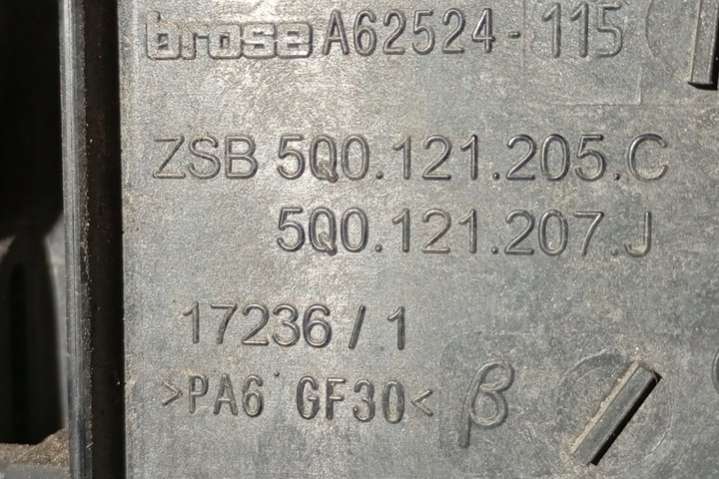 brose A62524-115
ZSB 5Q0.121.205.C
5Q0.121.207.J
17236/1
>PA6 GF30< β